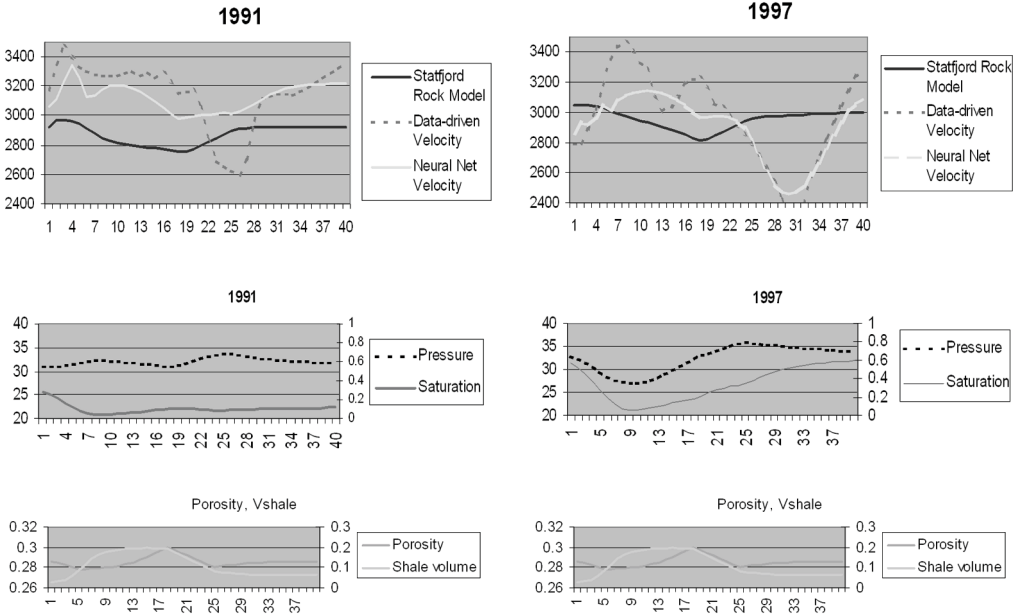 1991
3400
3200
3000
2800
2600
2400
1 4 7 10 13 16 19 22 25 28 31 34 37 40
Statfjord
Rock Model
Data-driven
Velocity
Neural Net
Velocity
1997
3400
3200
3000
2800
2600
2400
1 4 7 10 13 16 19 22 25 28 31 34 37 40
Statfjord Rock
Model
Data-driven
Velocity
Neural Net
Velocity
1991
40
35
30
25
20
1
0.8
0.6
0.4
0.2
0
1 4 7 10 13 16 19 22 25 28 31 34 37 40
Pressure
Saturation
1997
40
35
30
25
20
1
0.8
0.6
0.4
0.2
0
1 5 9 13 17 21 25 29 33 37
Pressure
Saturation
Porosity, Vshale
0.32
0.3
0.28
0.26
0.3
0.2
0.1
0
1 5 9 13 17 21 25 29 33 37
Porosity
Shale volume
Porosity, Vshale
0.32
0.3
0.28
0.26
0.3
0.2
0.1
0
1 5 9 13 17 21 25 29 33 37
Porosity
Shale volume